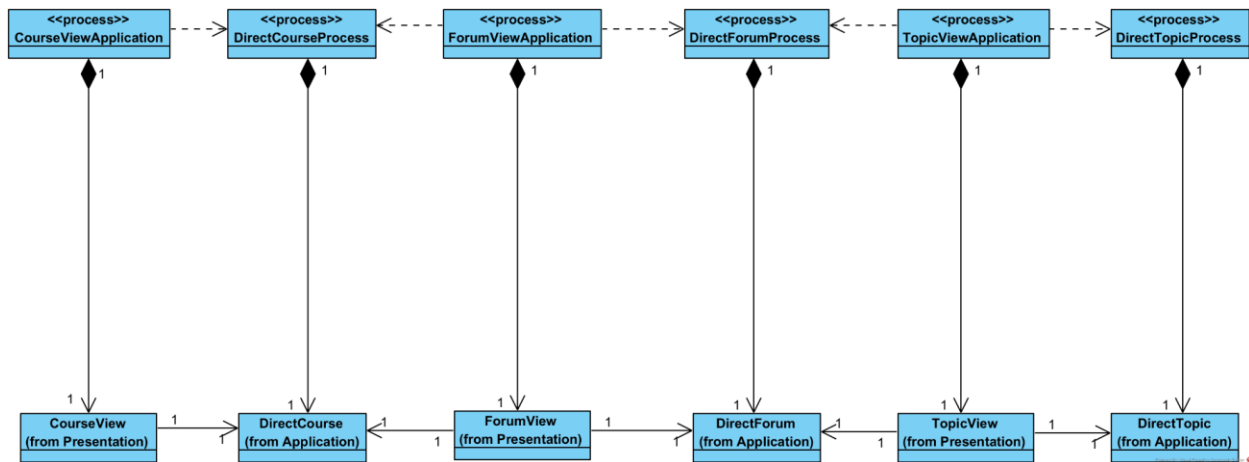 <<process>>
CourseViewApplication
<<process>>
DirectCourseProcess
<<process>>
ForumViewApplication
<<process>>
DirectForumProcess
<<process>>
TopicViewApplication
<<process>>
DirectTopicProcess
1
1
1
1
1
1
1
1
1
1
1
1
CourseView
(from Presentation)
1
1
DirectCourse
(from Application)
1
1
ForumView
(from Presentation)
1
1
DirectForum
(from Application)
1
1
TopicView
(from Presentation)
1
1
DirectTopic
(from Application)